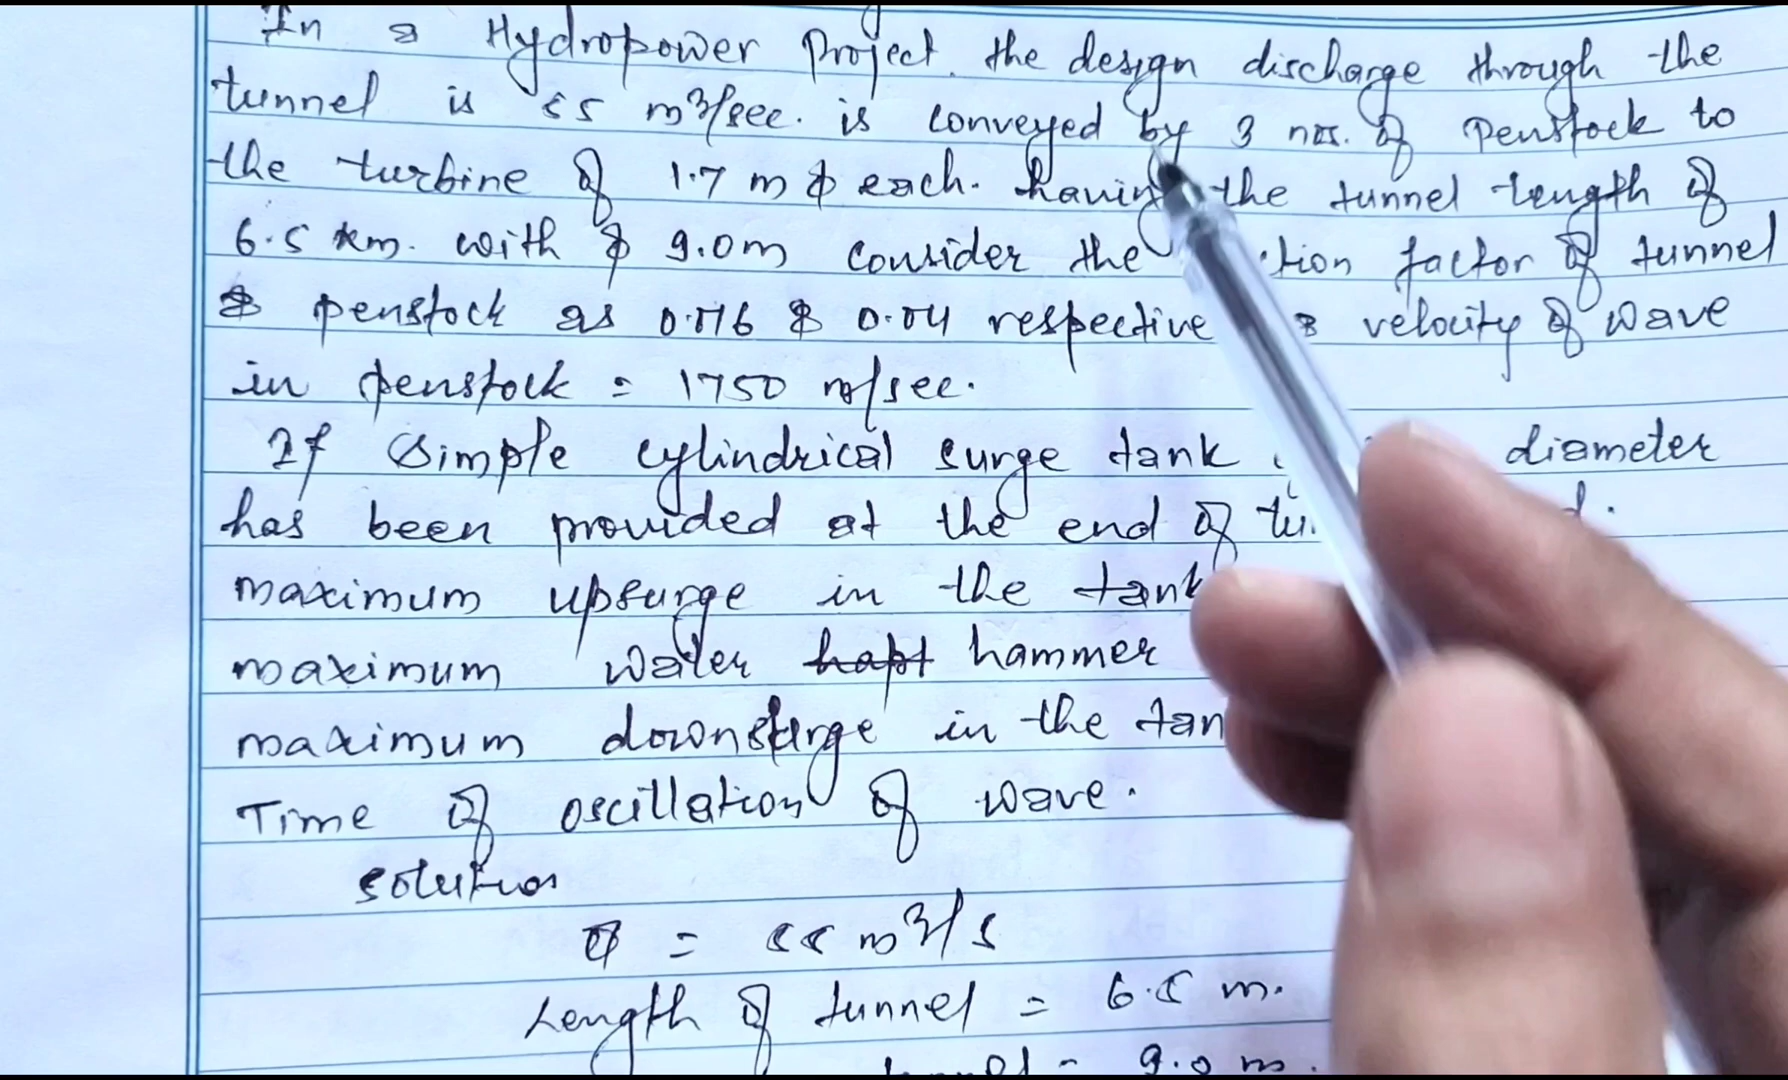 In a Hydropower Project the design discharge through the
tunnel is 55 m3/sec. is conveyed by 3 nos. of Penstock to
the turbine of 1.7 m ϕ each. having the tunnel length of
6.5 km. with ϕ 9.0m consider the factor of tunnel
& penstock as 0.016 & 0.04 respective & velocity of wave
in penstock = 1750 m/sec.
If simple cylindrical surge tank diameter
has been provided at the end of
maximum upsurge in the tank
maximum water hammer
maximum downsurge in the
Time of oscillation of wave.
solution
Q = 55 m3/s
Length of tunnel = 6.5 m.
= 9.0 m.